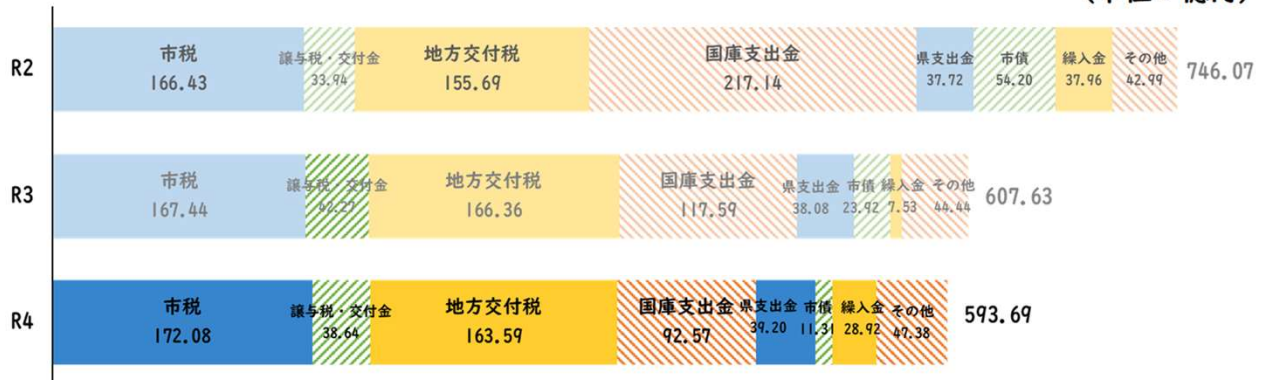 R2
市税
166.43
譲与税・交付金
33.94
地方交付税
155.69
国庫支出金
217.14
県支出金
37.72
市債
54.20
繰入金
37.96
その他
42.99
746.07
R3
市税
167.44
譲与税・交付金
42.27
地方交付税
166.36
国庫支出金
117.59
県支出金
38.08
市債
23.92
繰入金
7.53
その他
44.44
607.63
R4
市税
172.08
譲与税・交付金
38.64
地方交付税
163.59
国庫支出金
92.57
県支出金
39.20
市債
11.31
繰入金
28.92
その他
47.38
593.69